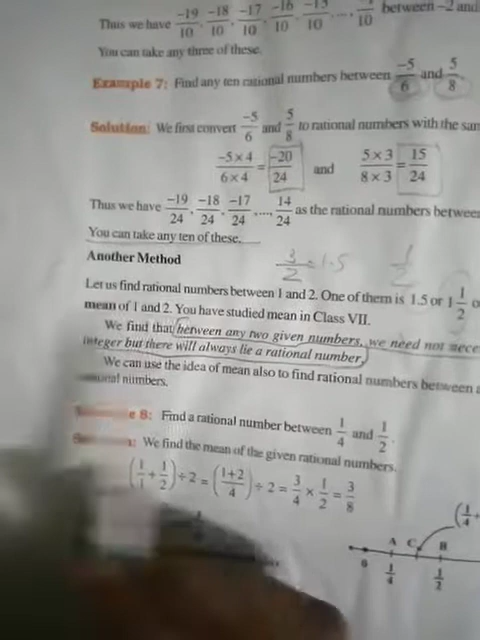 Thus we have -19/10, -18/10, -17/10, -16/10, -15/10, ...., /10 between -2 and
You can take any three of these.
Example 7: Find any ten rational numbers between -5/6 and 5/8.
Solution: We first convert -5/6 and 5/8 to rational numbers with the
-5 x 4 / 6 x 4 = -20/24 and 5 x 3 / 8 x 3 = 15/24
Thus we have -19/24, -18/24, -17/24, ...., 14/24 as the rational numbers
You can take any ten of these.
3/2 = 1.5 1/2
Another Method
Let us find rational numbers between 1 and 2. One of them is 1.5 or 1 1/2
mean of 1 and 2. You have studied mean in Class VII.
We find that between any two given numbers, we need not
integer but there will always lie a rational number.
We can use the idea of mean also to find rational numbers between
numbers.
8: Find a rational number between 1/4 and 1/2.
We find the mean of the given rational numbers.
(1/ + 1/2) ÷ 2 = (1+2 / 4) ÷ 2 = 3/4 × 1/2 = 3/8
(1/4 +
A C B
0 1/4 1/2